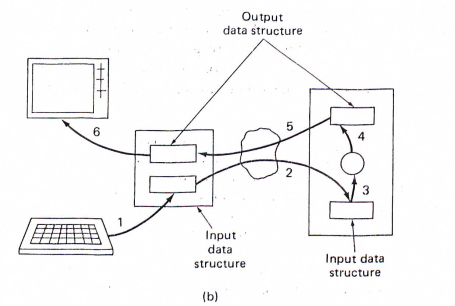 Output
data structure
6
5
4
2
3
1
Input
data
structure
Input data
structure
(b)